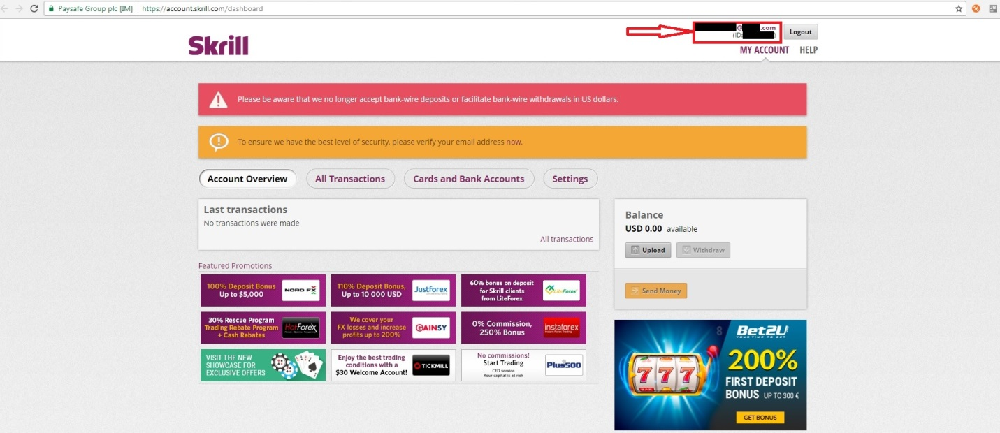 Paysafe Group plc [IM] https://account.skrill.com/dashboard
Skrill
@ .com
(ID: )
Logout
MY ACCOUNT HELP
Please be aware that we no longer accept bank-wire deposits or facilitate bank-wire withdrawals in US dollars.
To ensure we have the best level of security, please verify your email address now.
Account Overview All Transactions Cards and Bank Accounts Settings
Last transactions
No transactions were made
All transactions
Balance
USD 0.00 available
Upload Withdraw
Send Money
Featured Promotions
100% Deposit Bonus
Up to $5,000
NORD FX
110% Deposit Bonus,
Up to 10 000 USD
Justforex
60% bonus on deposit
for Skrill clients
from LiteForex
LiteForex
30% Rescue Program
Trading Rebate Program
+ Cash Rebates
HotForex
We cover your
FX losses and increase
profits up to 200%
GAINSY
0% Commission,
250% Bonus
instaforex
Instant Forex Trading
VISIT THE NEW
SHOWCASE FOR
EXCLUSIVE OFFERS
Enjoy the best trading
conditions with a
$30 Welcome Account!
TICKMILL
No commissions!
Start Trading
CFD service
Your capital is at risk
Plus500
8
Bet2U
YOUR TIME TO BET
7 7 7
BAR
200%
FIRST DEPOSIT
BONUS UP TO 300 €
GET BONUS